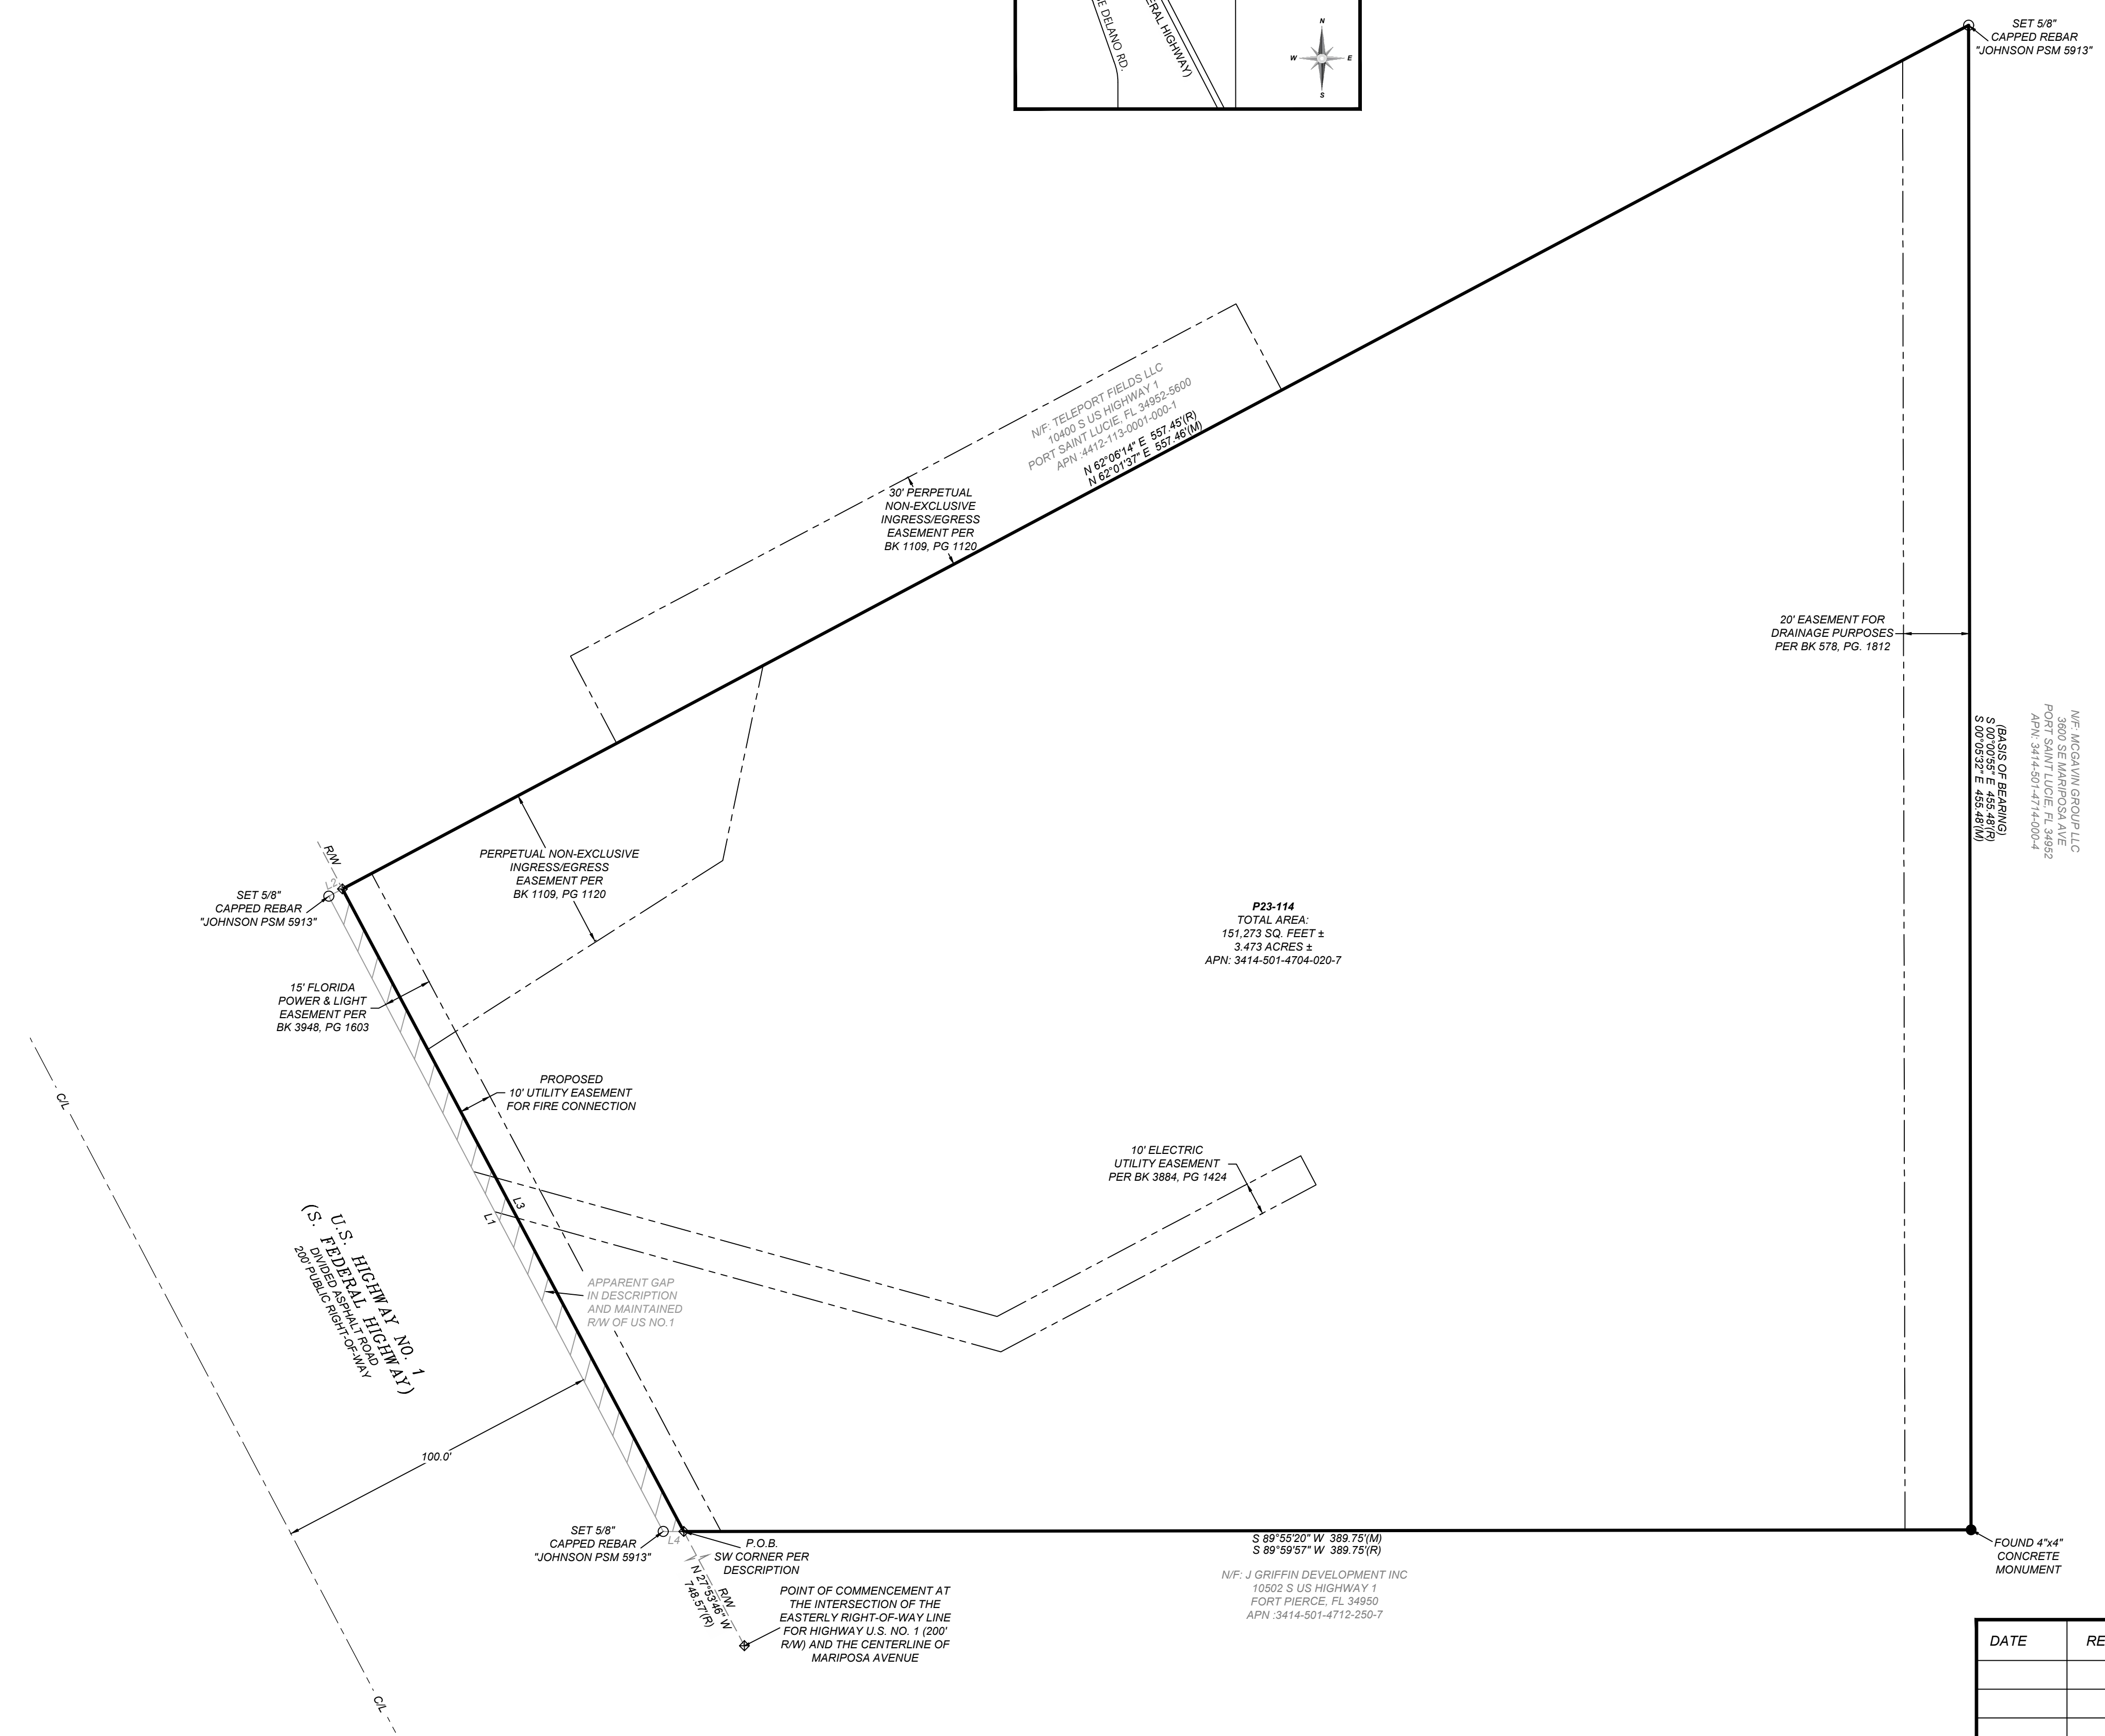 SE DELANO RD.
ERAL HIGHWAY)
N
W
E
S
SET 5/8"
CAPPED REBAR
"JOHNSON PSM 5913"
N/F: TELEPORT FIELDS LLC
10400 S US HIGHWAY 1
PORT SAINT LUCIE, FL 34952-5600
APN :4412-113-0001-000-1
N 62°06'14" E 557.45'(R)
N 62°01'37" E 557.46'(M)
30' PERPETUAL
NON-EXCLUSIVE
INGRESS/EGRESS
EASEMENT PER
BK 1109, PG 1120
20' EASEMENT FOR
DRAINAGE PURPOSES
PER BK 578, PG. 1812
(BASIS OF BEARING)
S 00°00'55" E 455.48'(R)
S 00°05'32" E 455.48'(M)
N/F: MCGAVIN GROUP LLC
3600 SE MARIPOSA AVE
PORT SAINT LUCIE, FL 34952
APN: 3414-501-4714-000-4
R/W
L2
SET 5/8"
CAPPED REBAR
"JOHNSON PSM 5913"
PERPETUAL NON-EXCLUSIVE
INGRESS/EGRESS
EASEMENT PER
BK 1109, PG 1120
P23-114
TOTAL AREA:
151,273 SQ. FEET ±
3.473 ACRES ±
APN: 3414-501-4704-020-7
15' FLORIDA
POWER & LIGHT
EASEMENT PER
BK 3948, PG 1603
PROPOSED
10' UTILITY EASEMENT
FOR FIRE CONNECTION
C/L
10' ELECTRIC
UTILITY EASEMENT
PER BK 3884, PG 1424
L3
L1
U.S. HIGHWAY NO. 1
(S. FEDERAL HIGHWAY)
DIVIDED ASPHALT ROAD
200' PUBLIC RIGHT-OF-WAY
APPARENT GAP
IN DESCRIPTION
AND MAINTAINED
R/W OF US NO.1
100.0'
SET 5/8"
CAPPED REBAR
"JOHNSON PSM 5913"
L4
P.O.B.
SW CORNER PER
DESCRIPTION
R/W
N 27°53'46" W
748.57'(R)
POINT OF COMMENCEMENT AT
THE INTERSECTION OF THE
EASTERLY RIGHT-OF-WAY LINE
FOR HIGHWAY U.S. NO. 1 (200'
R/W) AND THE CENTERLINE OF
MARIPOSA AVENUE
S 89°55'20" W 389.75'(M)
S 89°59'57" W 389.75'(R)
N/F: J GRIFFIN DEVELOPMENT INC
10502 S US HIGHWAY 1
FORT PIERCE, FL 34950
APN :3414-501-4712-250-7
FOUND 4"x4"
CONCRETE
MONUMENT
C/L
DATE
RE